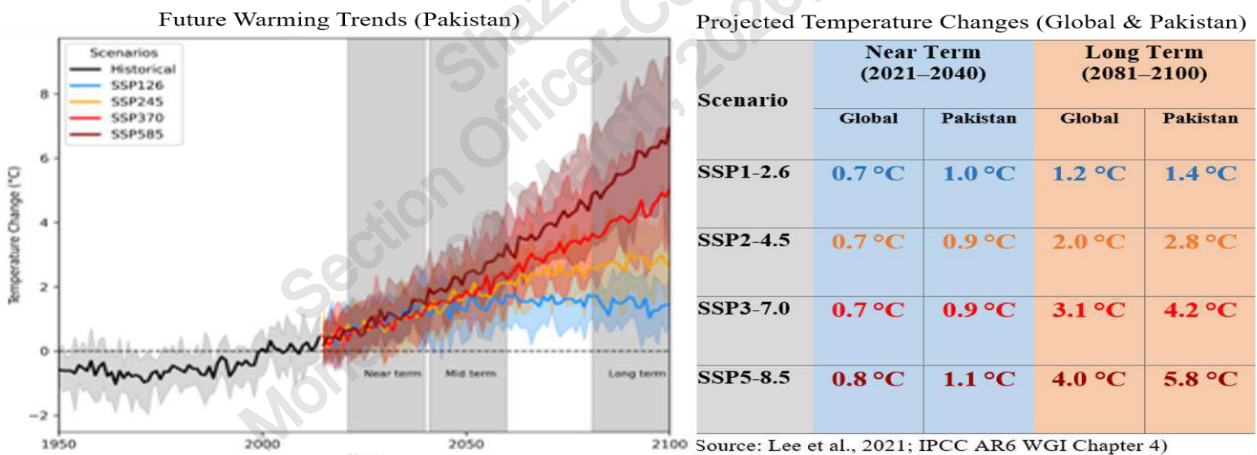 Future Warming Trends (Pakistan)
Scenarios
Historical
SSP126
SSP245
SSP370
SSP585
Temperature Change (°C)
8
6
4
2
0
−2
Near term
Mid term
Long term
1950
2000
2050
2100
Projected Temperature Changes (Global & Pakistan)
Scenario
Near Term
(2021–2040)
Long Term
(2081–2100)
Global
Pakistan
Global
Pakistan
SSP1-2.6 0.7 °C 1.0 °C 1.2 °C 1.4 °C
SSP2-4.5 0.7 °C 0.9 °C 2.0 °C 2.8 °C
SSP3-7.0 0.7 °C 0.9 °C 3.1 °C 4.2 °C
SSP5-8.5 0.8 °C 1.1 °C 4.0 °C 5.8 °C
Source: Lee et al., 2021; IPCC AR6 WGI Chapter 4)
Section Officer-Co
March, 202